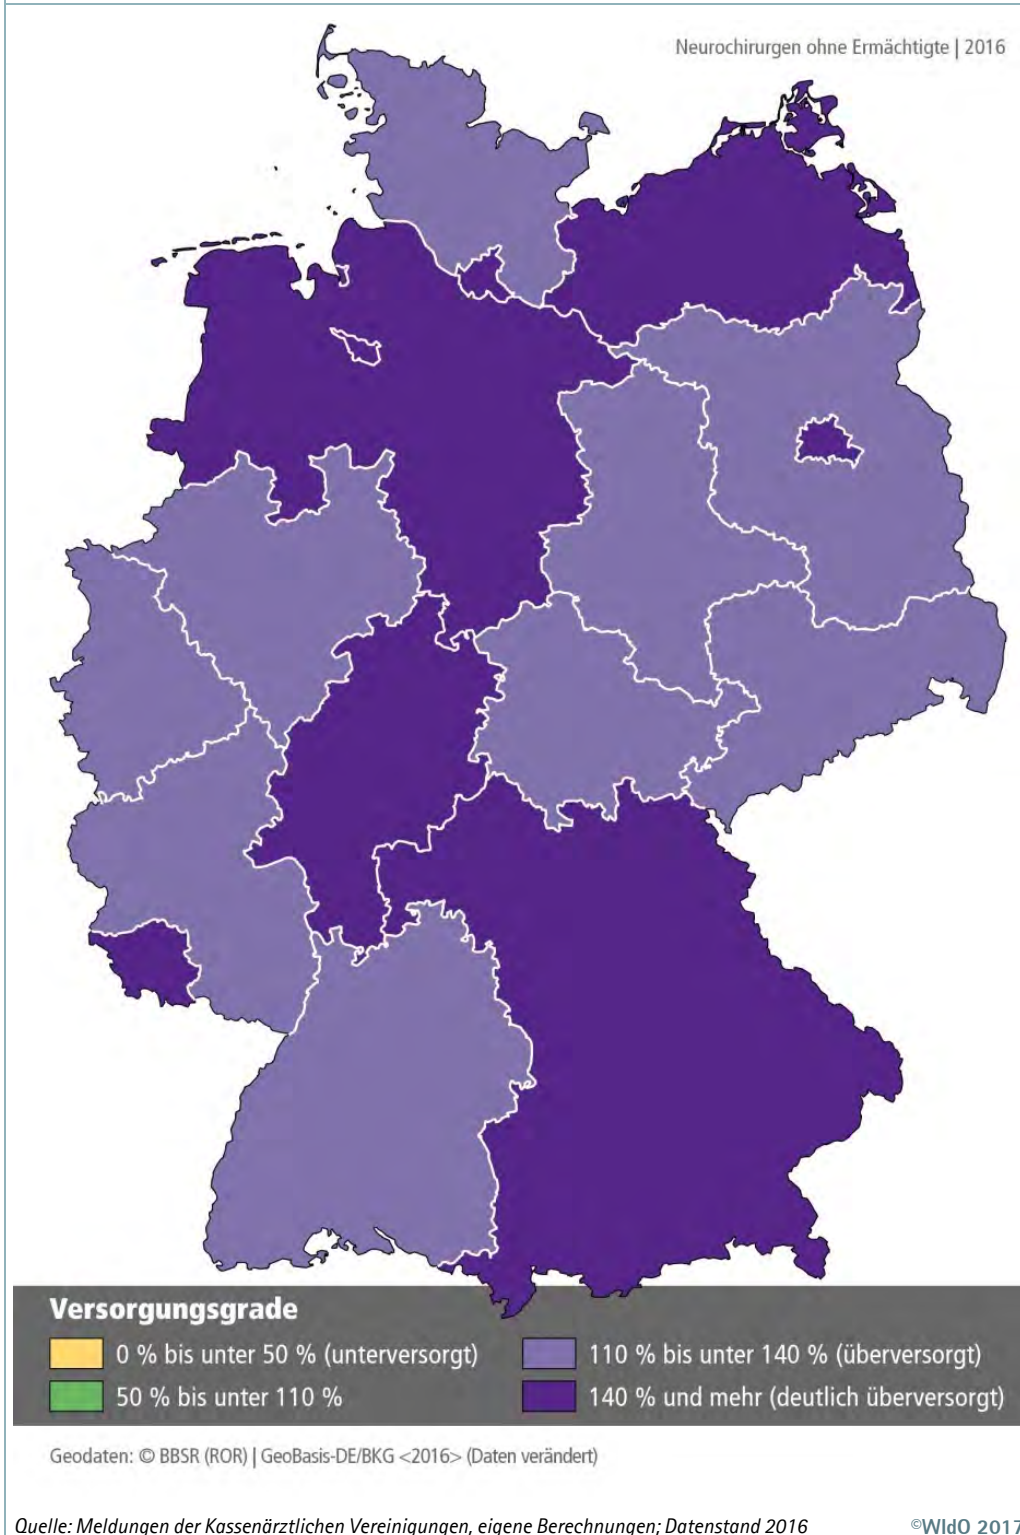 Neurochirurgen ohne Ermächtigte | 2016
Versorgungsgrade
0 % bis unter 50 % (unterversorgt)
50 % bis unter 110 %
110 % bis unter 140 % (überversorgt)
140 % und mehr (deutlich überversorgt)
Geodaten: © BBSR (ROR) | GeoBasis-DE/BKG <2016> (Daten verändert)
Quelle: Meldungen der Kassenärztlichen Vereinigungen, eigene Berechnungen; Datenstand 2016
©WIdO 2017